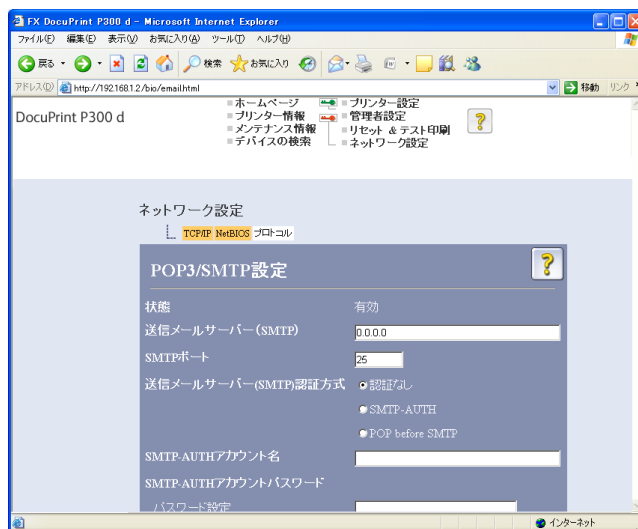 FX DocuPrint P300 d - Microsoft Internet Explorer
ファイル(F) 編集(E) 表示(V) お気に入り(A) ツール(T) ヘルプ(H)
戻る 検索 お気に入り
アドレス(D) http://192.168.1.2/bio/email.html 移動 リンク
DocuPrint P300 d
ホームページ プリンター設定
プリンター情報 管理者設定
メンテナンス情報 リセット & テスト印刷
デバイスの検索 ネットワーク設定
?
ネットワーク設定
TCP/IP NetBIOS プロトコル
POP3/SMTP設定 ?
状態 有効
送信メールサーバー(SMTP) 0.0.0.0
SMTPポート 25
送信メールサーバー(SMTP)認証方式 認証なし
SMTP-AUTH
POP before SMTP
SMTP-AUTHアカウント名
SMTP-AUTHアカウントパスワード
パスワード設定
インターネット